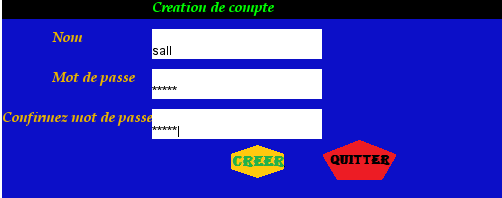 Creation de compte
Nom
sall
Mot de passe
*****
Confirmez mot de passe
*****
CREER
QUITTER